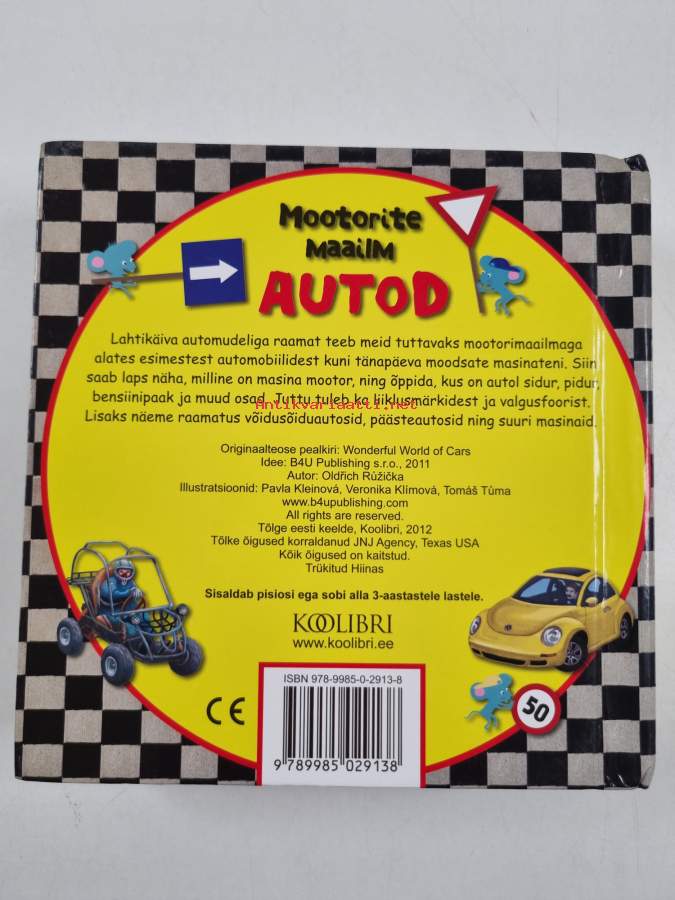 Mootorite
maailm
AUTOD
Lahtikäiva automudeliga raamat teeb meid tuttavaks mootorimaailmaga
alates esimestest automobiilidest kuni tänapäeva moodsate masinateni. Siin
saab laps näha, milline on masina mootor, ning õppida, kus on autol sidur, pidur,
bensiinipaak ja muud osad. Juttu tuleb ka liiklusmärkidest ja valgusfoorist.
Antikvariaatti.net
Lisaks näeme raamatus võidusõiduautosid, päästeautosid ning suuri masinaid.
Originaalteose pealkiri: Wonderful World of Cars
Idee: B4U Publishing s.r.o., 2011
Autor: Oldřich Růžička
Illustratsioonid: Pavla Kleinová, Veronika Klímová, Tomáš Tůma
www.b4upublishing.com
All rights are reserved.
Tõlge eesti keelde, Koolibri, 2012
Tõlke õigused korraldanud JNJ Agency, Texas USA
Kõik õigused on kaitstud.
Trükitud Hiinas
Sisaldab pisiosi ega sobi alla 3-aastastele lastele.
KOOLIBRI
www.koolibri.ee
ISBN 978-9985-0-2913-8
CE
50
9 789985 029138